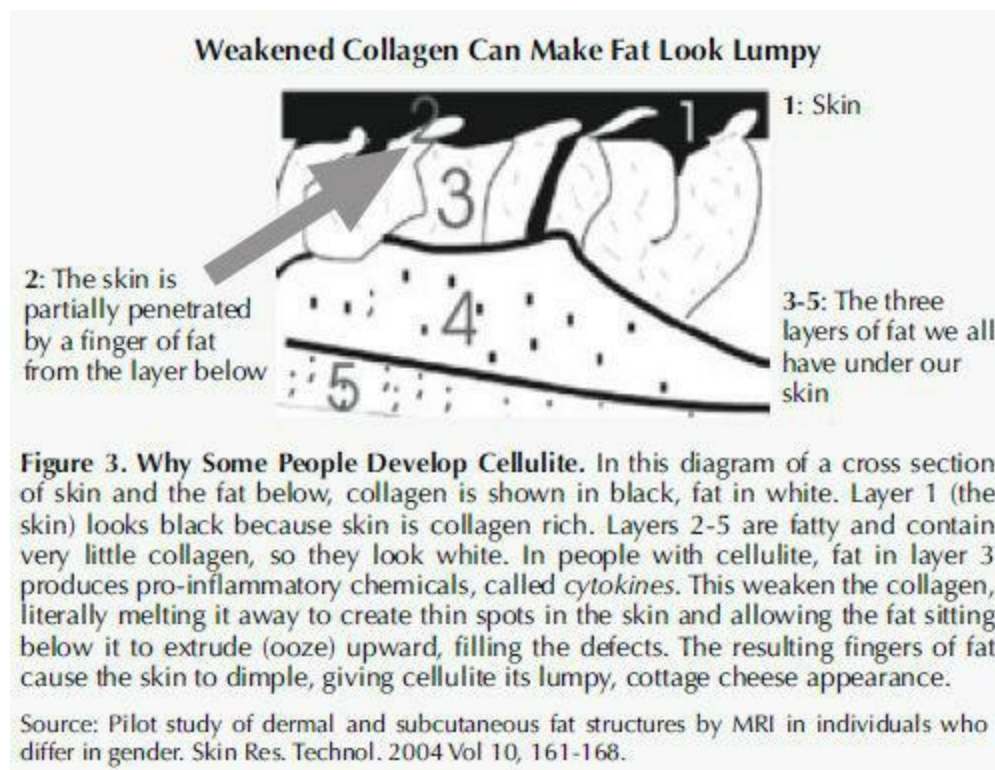 Weakened Collagen Can Make Fat Look Lumpy
2
1
1: Skin
3
2: The skin is
partially penetrated
by a finger of fat
from the layer below
4
3-5: The three
layers of fat we all
have under our
skin
5
Figure 3. Why Some People Develop Cellulite. In this diagram of a cross section
of skin and the fat below, collagen is shown in black, fat in white. Layer 1 (the
skin) looks black because skin is collagen rich. Layers 2-5 are fatty and contain
very little collagen, so they look white. In people with cellulite, fat in layer 3
produces pro-inflammatory chemicals, called cytokines. This weaken the collagen,
literally melting it away to create thin spots in the skin and allowing the fat sitting
below it to extrude (ooze) upward, filling the defects. The resulting fingers of fat
cause the skin to dimple, giving cellulite its lumpy, cottage cheese appearance.
Source: Pilot study of dermal and subcutaneous fat structures by MRI in individuals who
differ in gender. Skin Res. Technol. 2004 Vol 10, 161-168.